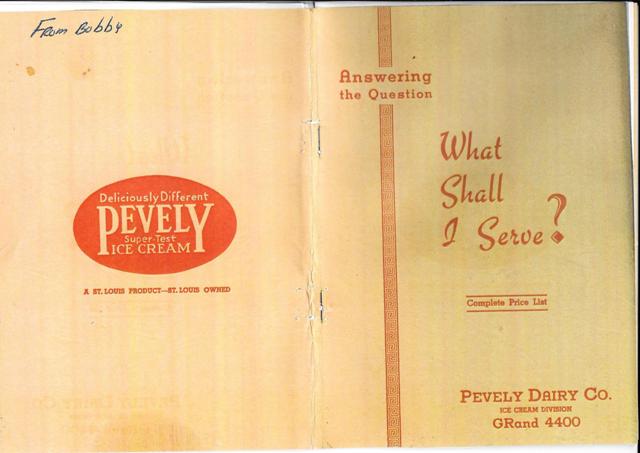 From Bobby
Deliciously Different
PEVELY
Super-Test
ICE CREAM
A ST. LOUIS PRODUCT—ST. LOUIS OWNED
Answering
the Question
What
Shall
I Serve?
Complete Price List
PEVELY DAIRY CO.
ICE CREAM DIVISION
GRand 4400